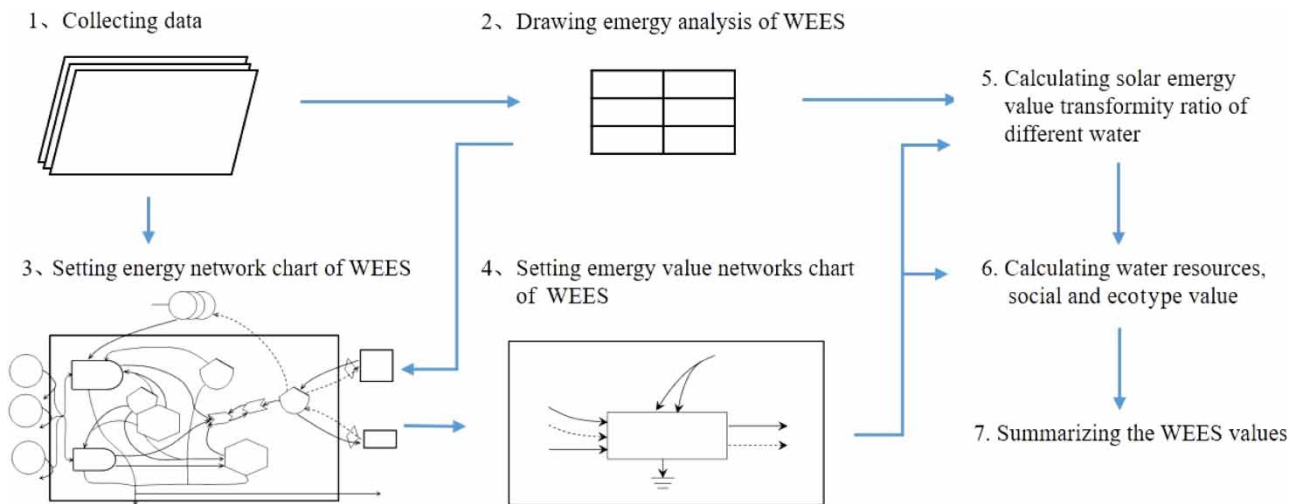 1、Collecting data
2、Drawing emergy analysis of WEES
5. Calculating solar emergy
value transformity ratio of
different water
3、Setting energy network chart of WEES
4、Setting emergy value networks chart
of WEES
6. Calculating water resources,
social and ecotype value
7. Summarizing the WEES values